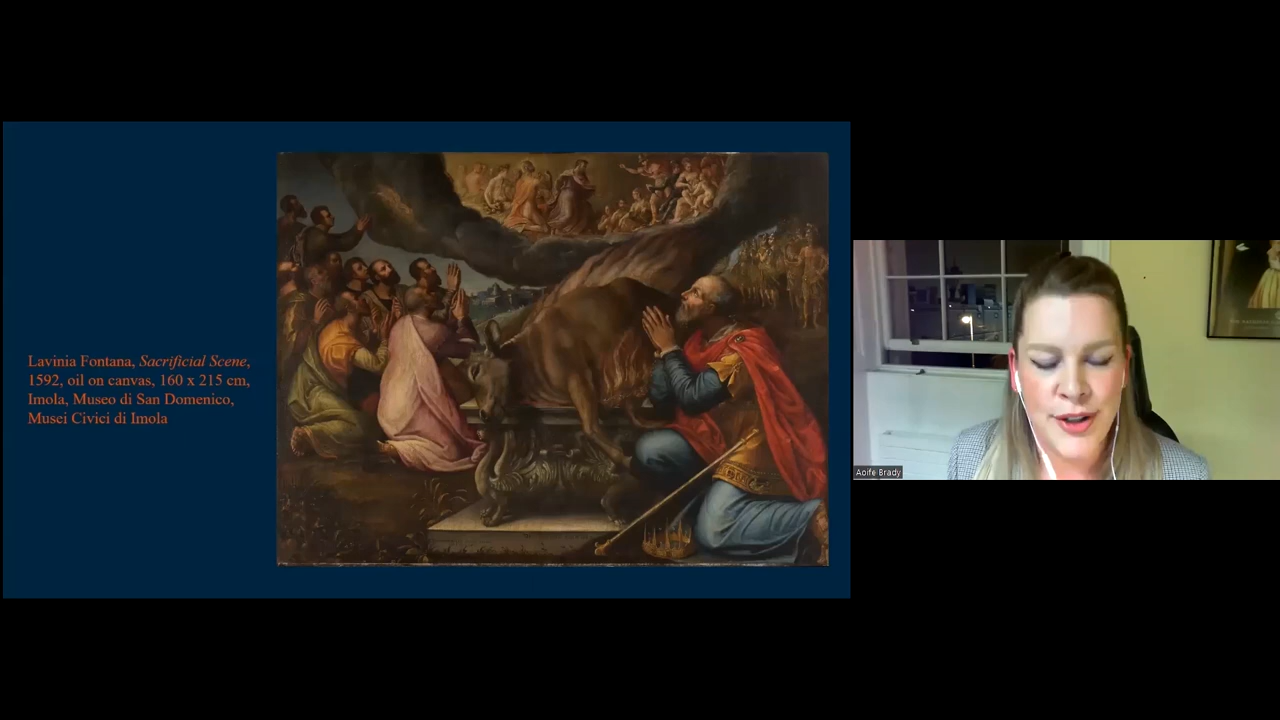 Lavinia Fontana, Sacrificial Scene,
1592, oil on canvas, 160 x 215 cm,
Imola, Museo di San Domenico,
Musei Civici di Imola
Aoife Brady